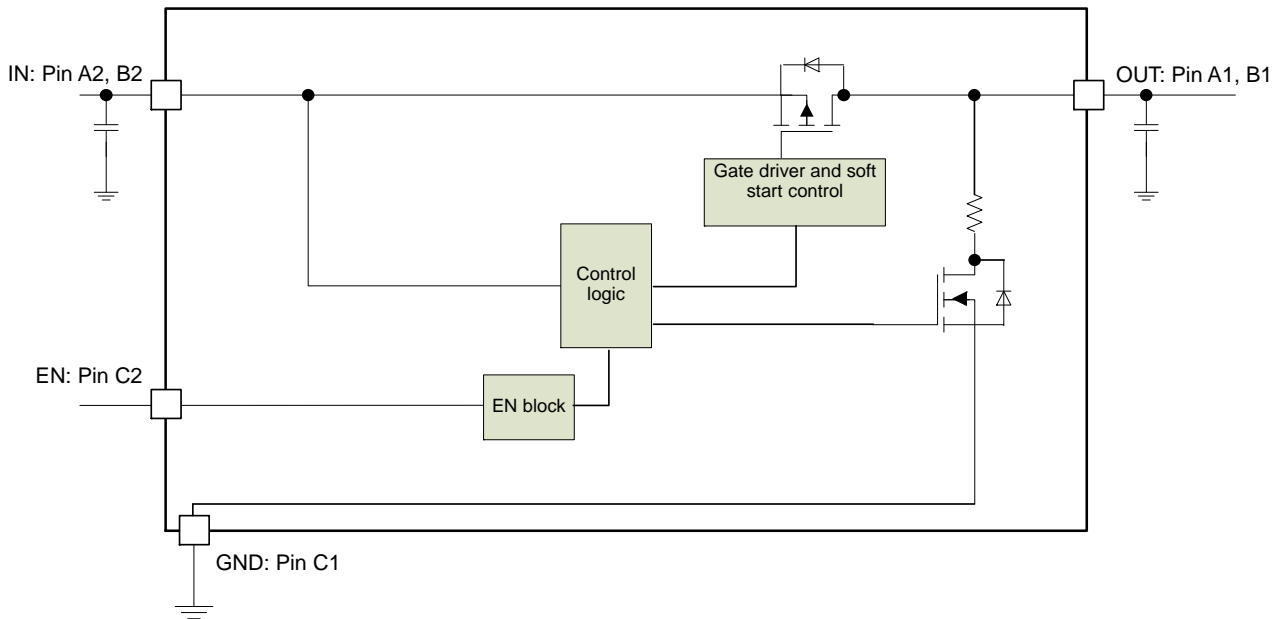 IN: Pin A2, B2
OUT: Pin A1, B1
Gate driver and soft
start control
Control
logic
EN: Pin C2
EN block
GND: Pin C1